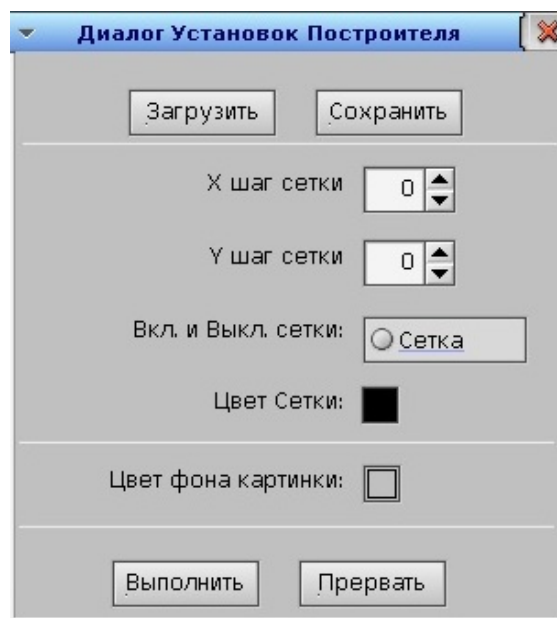 Диалог Установок Построителя
Загрузить Сохранить
X шаг сетки 0
Y шаг сетки 0
Вкл. и Выкл. сетки: Сетка
Цвет Сетки:
Цвет фона картинки:
Выполнить Прервать